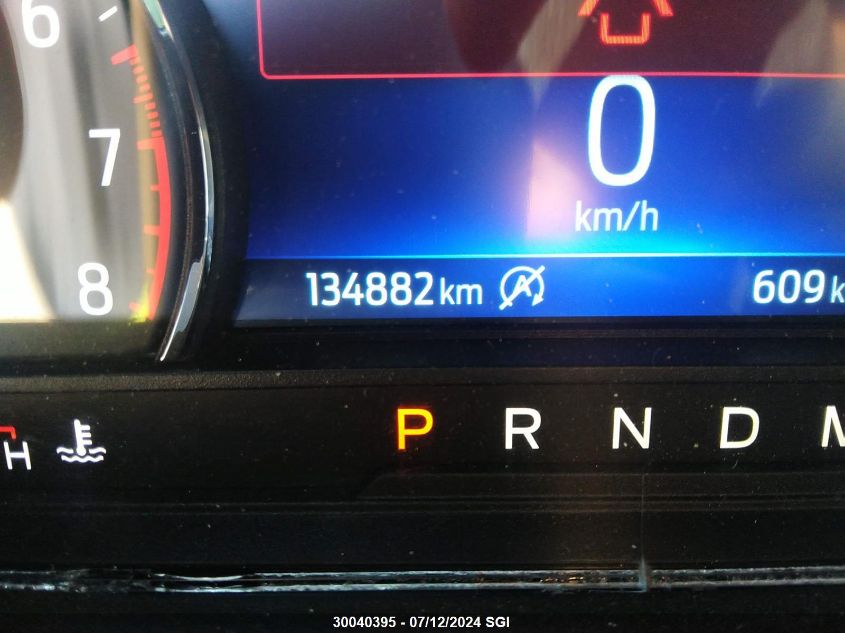 6
7
8
0
km/h
134882 km
609 k
H
P R N D M
30040395 - 07/12/2024 SGI